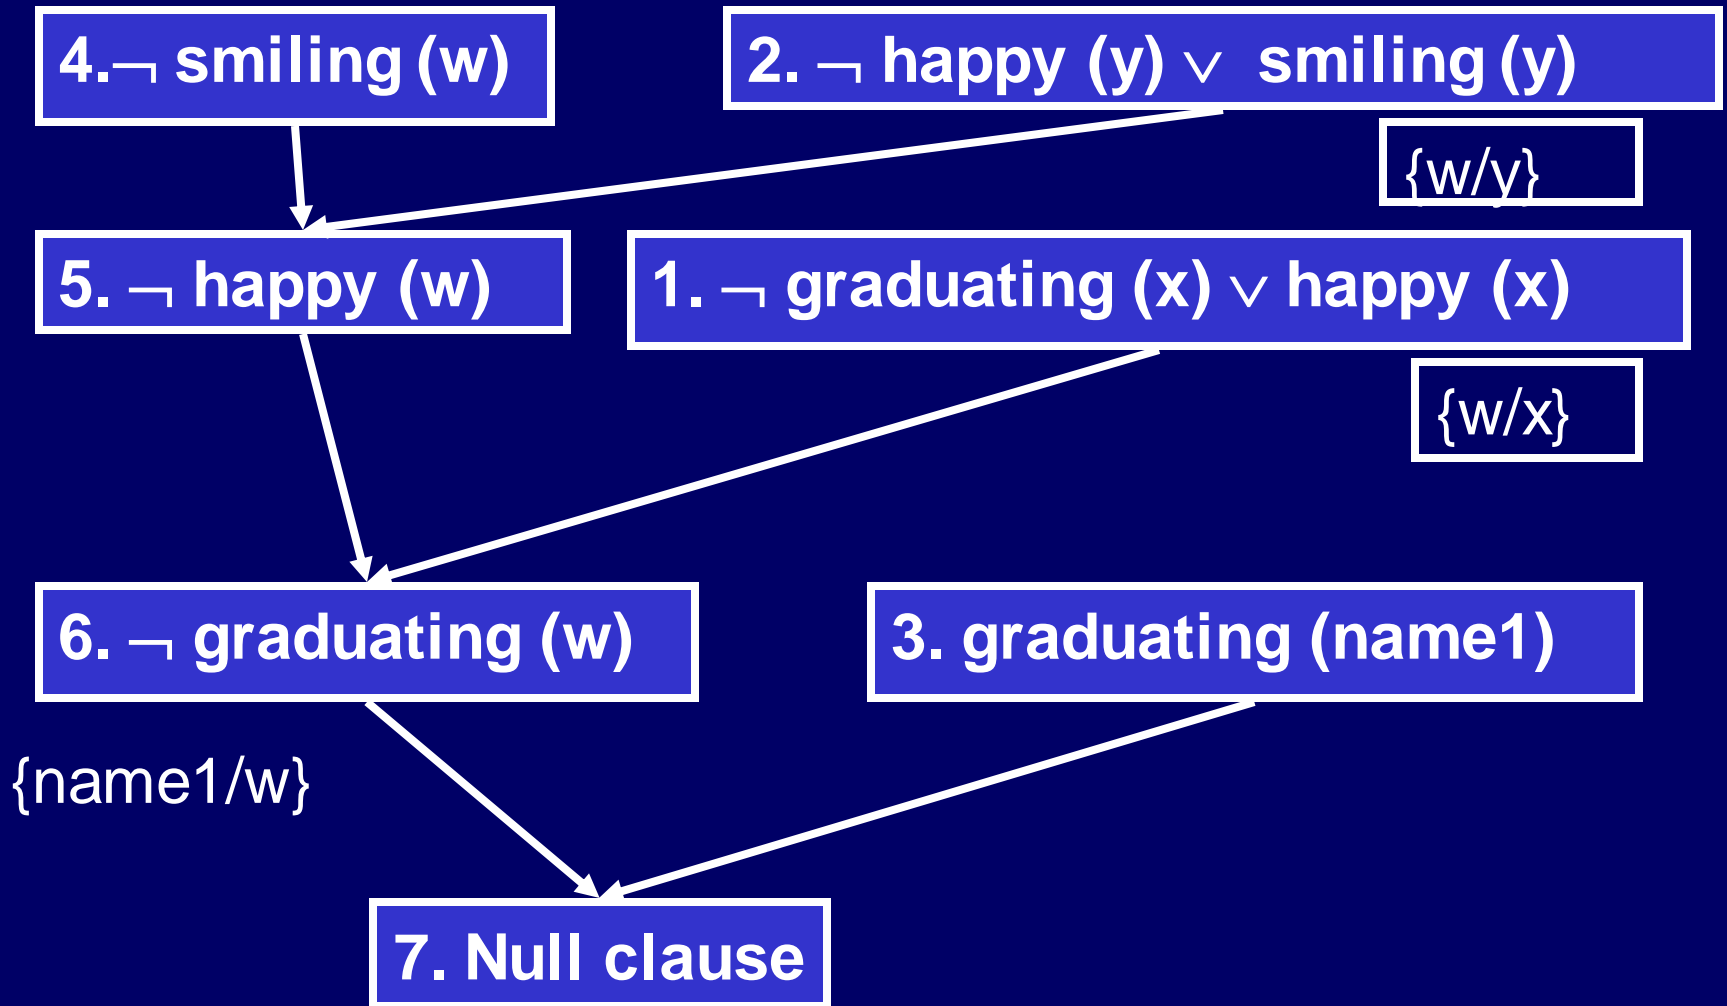 4.¬ smiling (w)
2. ¬ happy (y) ∨ smiling (y)
{w/y}
5. ¬ happy (w)
1. ¬ graduating (x) ∨ happy (x)
{w/x}
6. ¬ graduating (w)
3. graduating (name1)
{name1/w}
7. Null clause